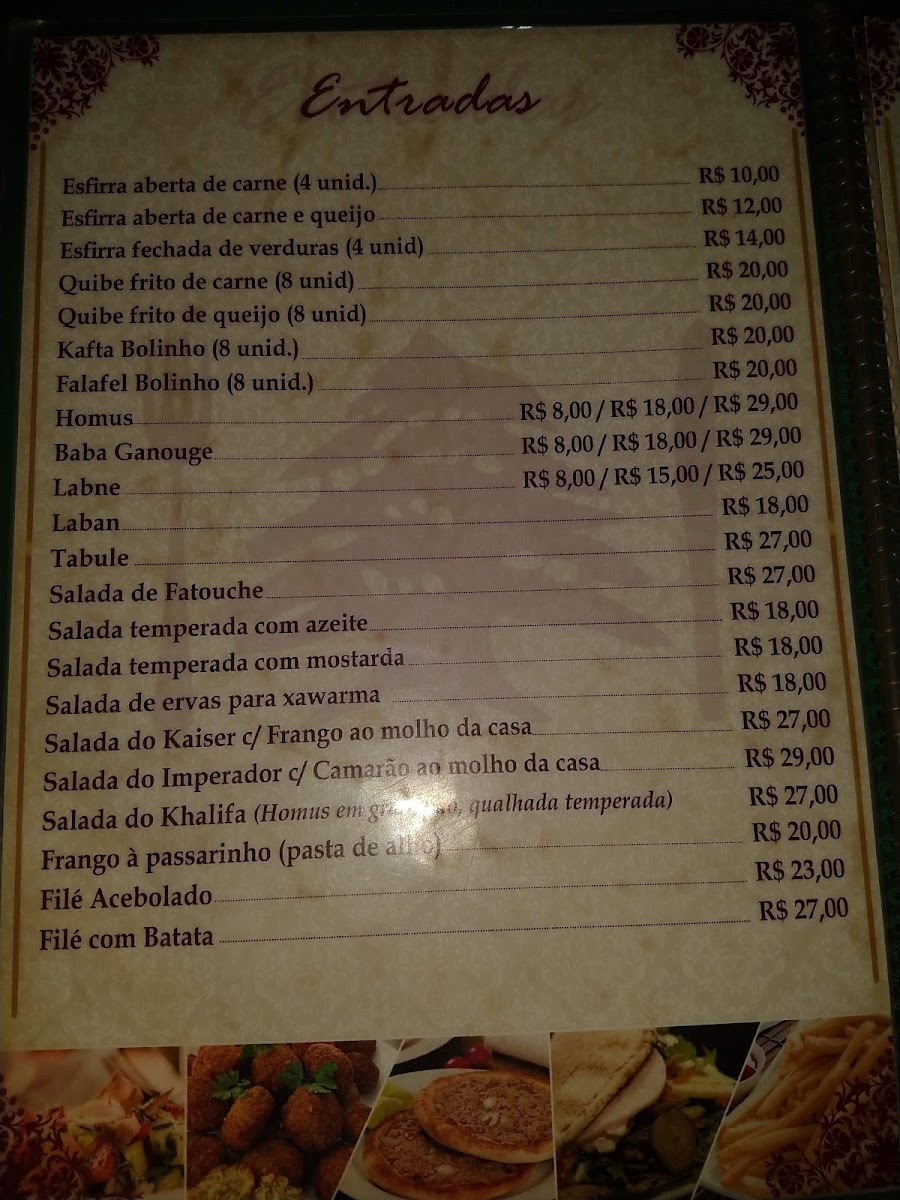 Entradas
Esfirra aberta de carne (4 unid.) R$ 10,00
Esfirra aberta de carne e queijo R$ 12,00
Esfirra fechada de verduras (4 unid) R$ 14,00
Quibe frito de carne (8 unid) R$ 20,00
Quibe frito de queijo (8 unid) R$ 20,00
Kafta Bolinho (8 unid.) R$ 20,00
Falafel Bolinho (8 unid.) R$ 20,00
Homus R$ 8,00 / R$ 18,00 / R$ 29,00
Baba Ganouge R$ 8,00 / R$ 18,00 / R$ 29,00
Labne R$ 8,00 / R$ 15,00 / R$ 25,00
Laban R$ 18,00
Tabule R$ 27,00
Salada de Fatouche R$ 27,00
Salada temperada com azeite R$ 18,00
Salada temperada com mostarda R$ 18,00
Salada de ervas para xawarma R$ 18,00
Salada do Kaiser c/ Frango ao molho da casa R$ 27,00
Salada do Imperador c/ Camarão ao molho da casa R$ 29,00
Salada do Khalifa (Homus em qualhada temperada) R$ 27,00
Frango à passarinho (pasta de alho) R$ 20,00
Filé Acebolado R$ 23,00
Filé com Batata R$ 27,00